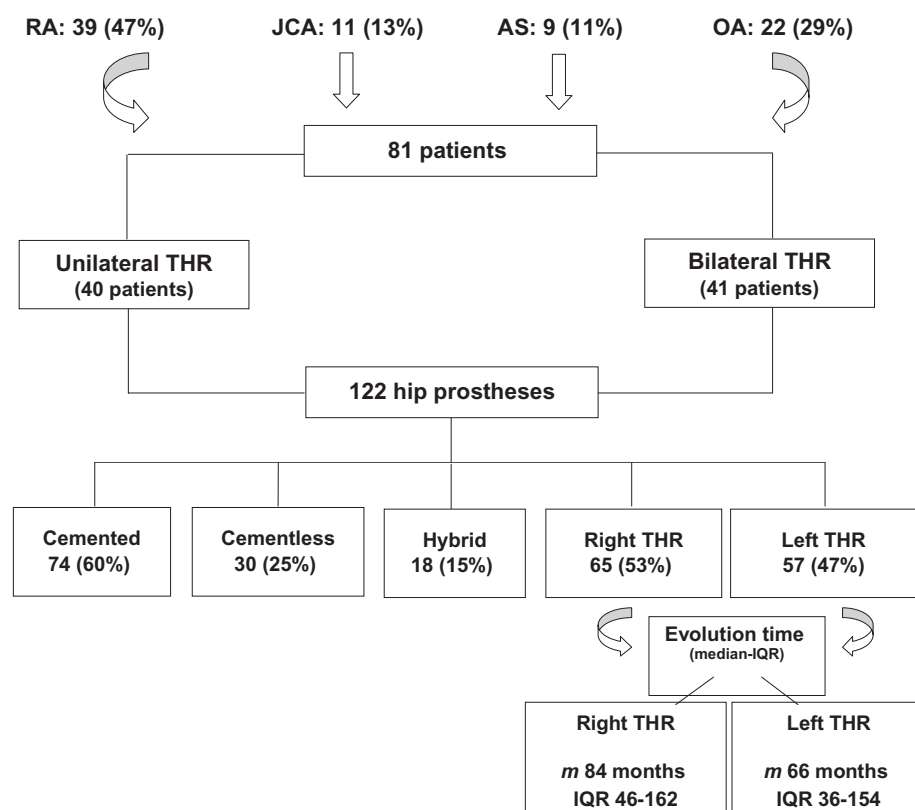 RA: 39 (47%) JCA: 11 (13%) AS: 9 (11%) OA: 22 (29%)
81 patients
Unilateral THR
(40 patients)
Bilateral THR
(41 patients)
122 hip prostheses
Cemented
74 (60%)
Cementless
30 (25%)
Hybrid
18 (15%)
Right THR
65 (53%)
Left THR
57 (47%)
Evolution time
(median-IQR)
Right THR
m 84 months
IQR 46-162
Left THR
m 66 months
IQR 36-154